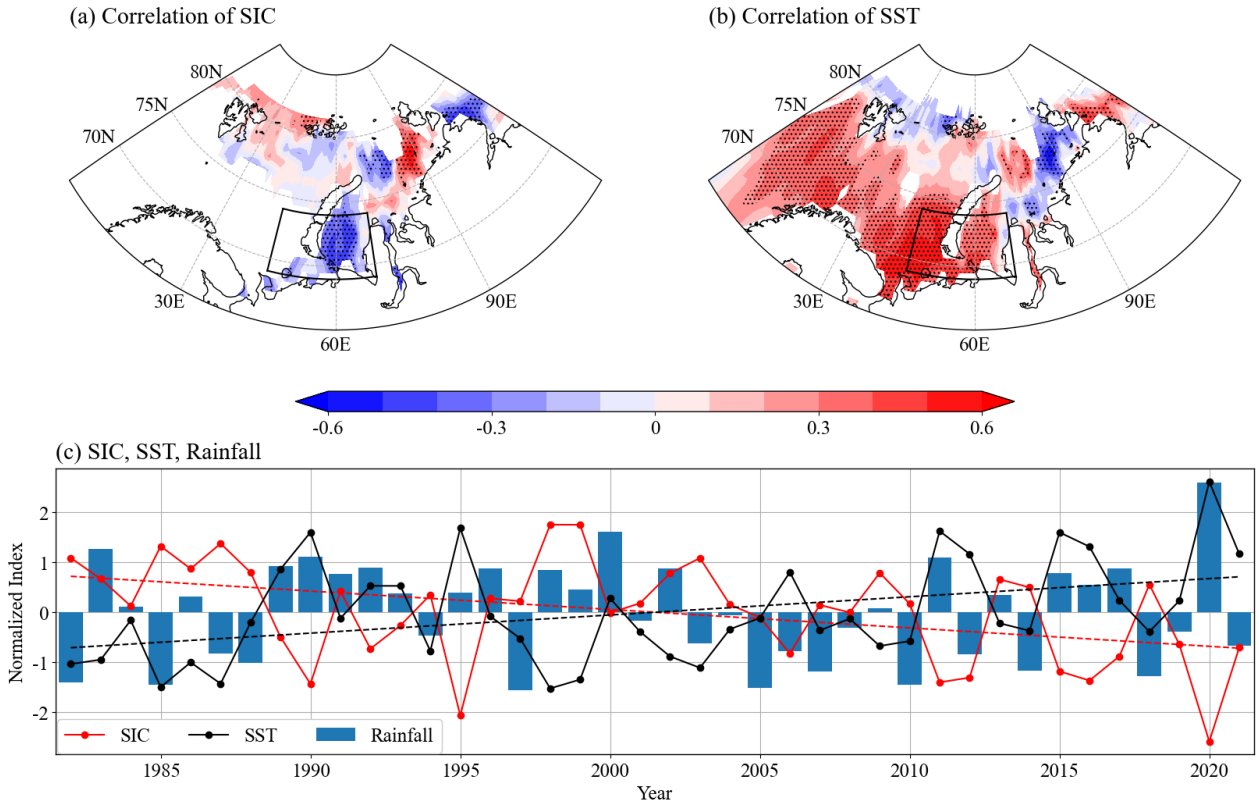 (a) Correlation of SIC
(b) Correlation of SST
80N
75N
70N
30E
60E
90E
80N
75N
70N
30E
60E
90E
-0.6 -0.3 0 0.3 0.6
(c) SIC, SST, Rainfall
Normalized Index
2
1
0
-1
-2
SIC SST Rainfall
1985 1990 1995 2000 2005 2010 2015 2020
Year